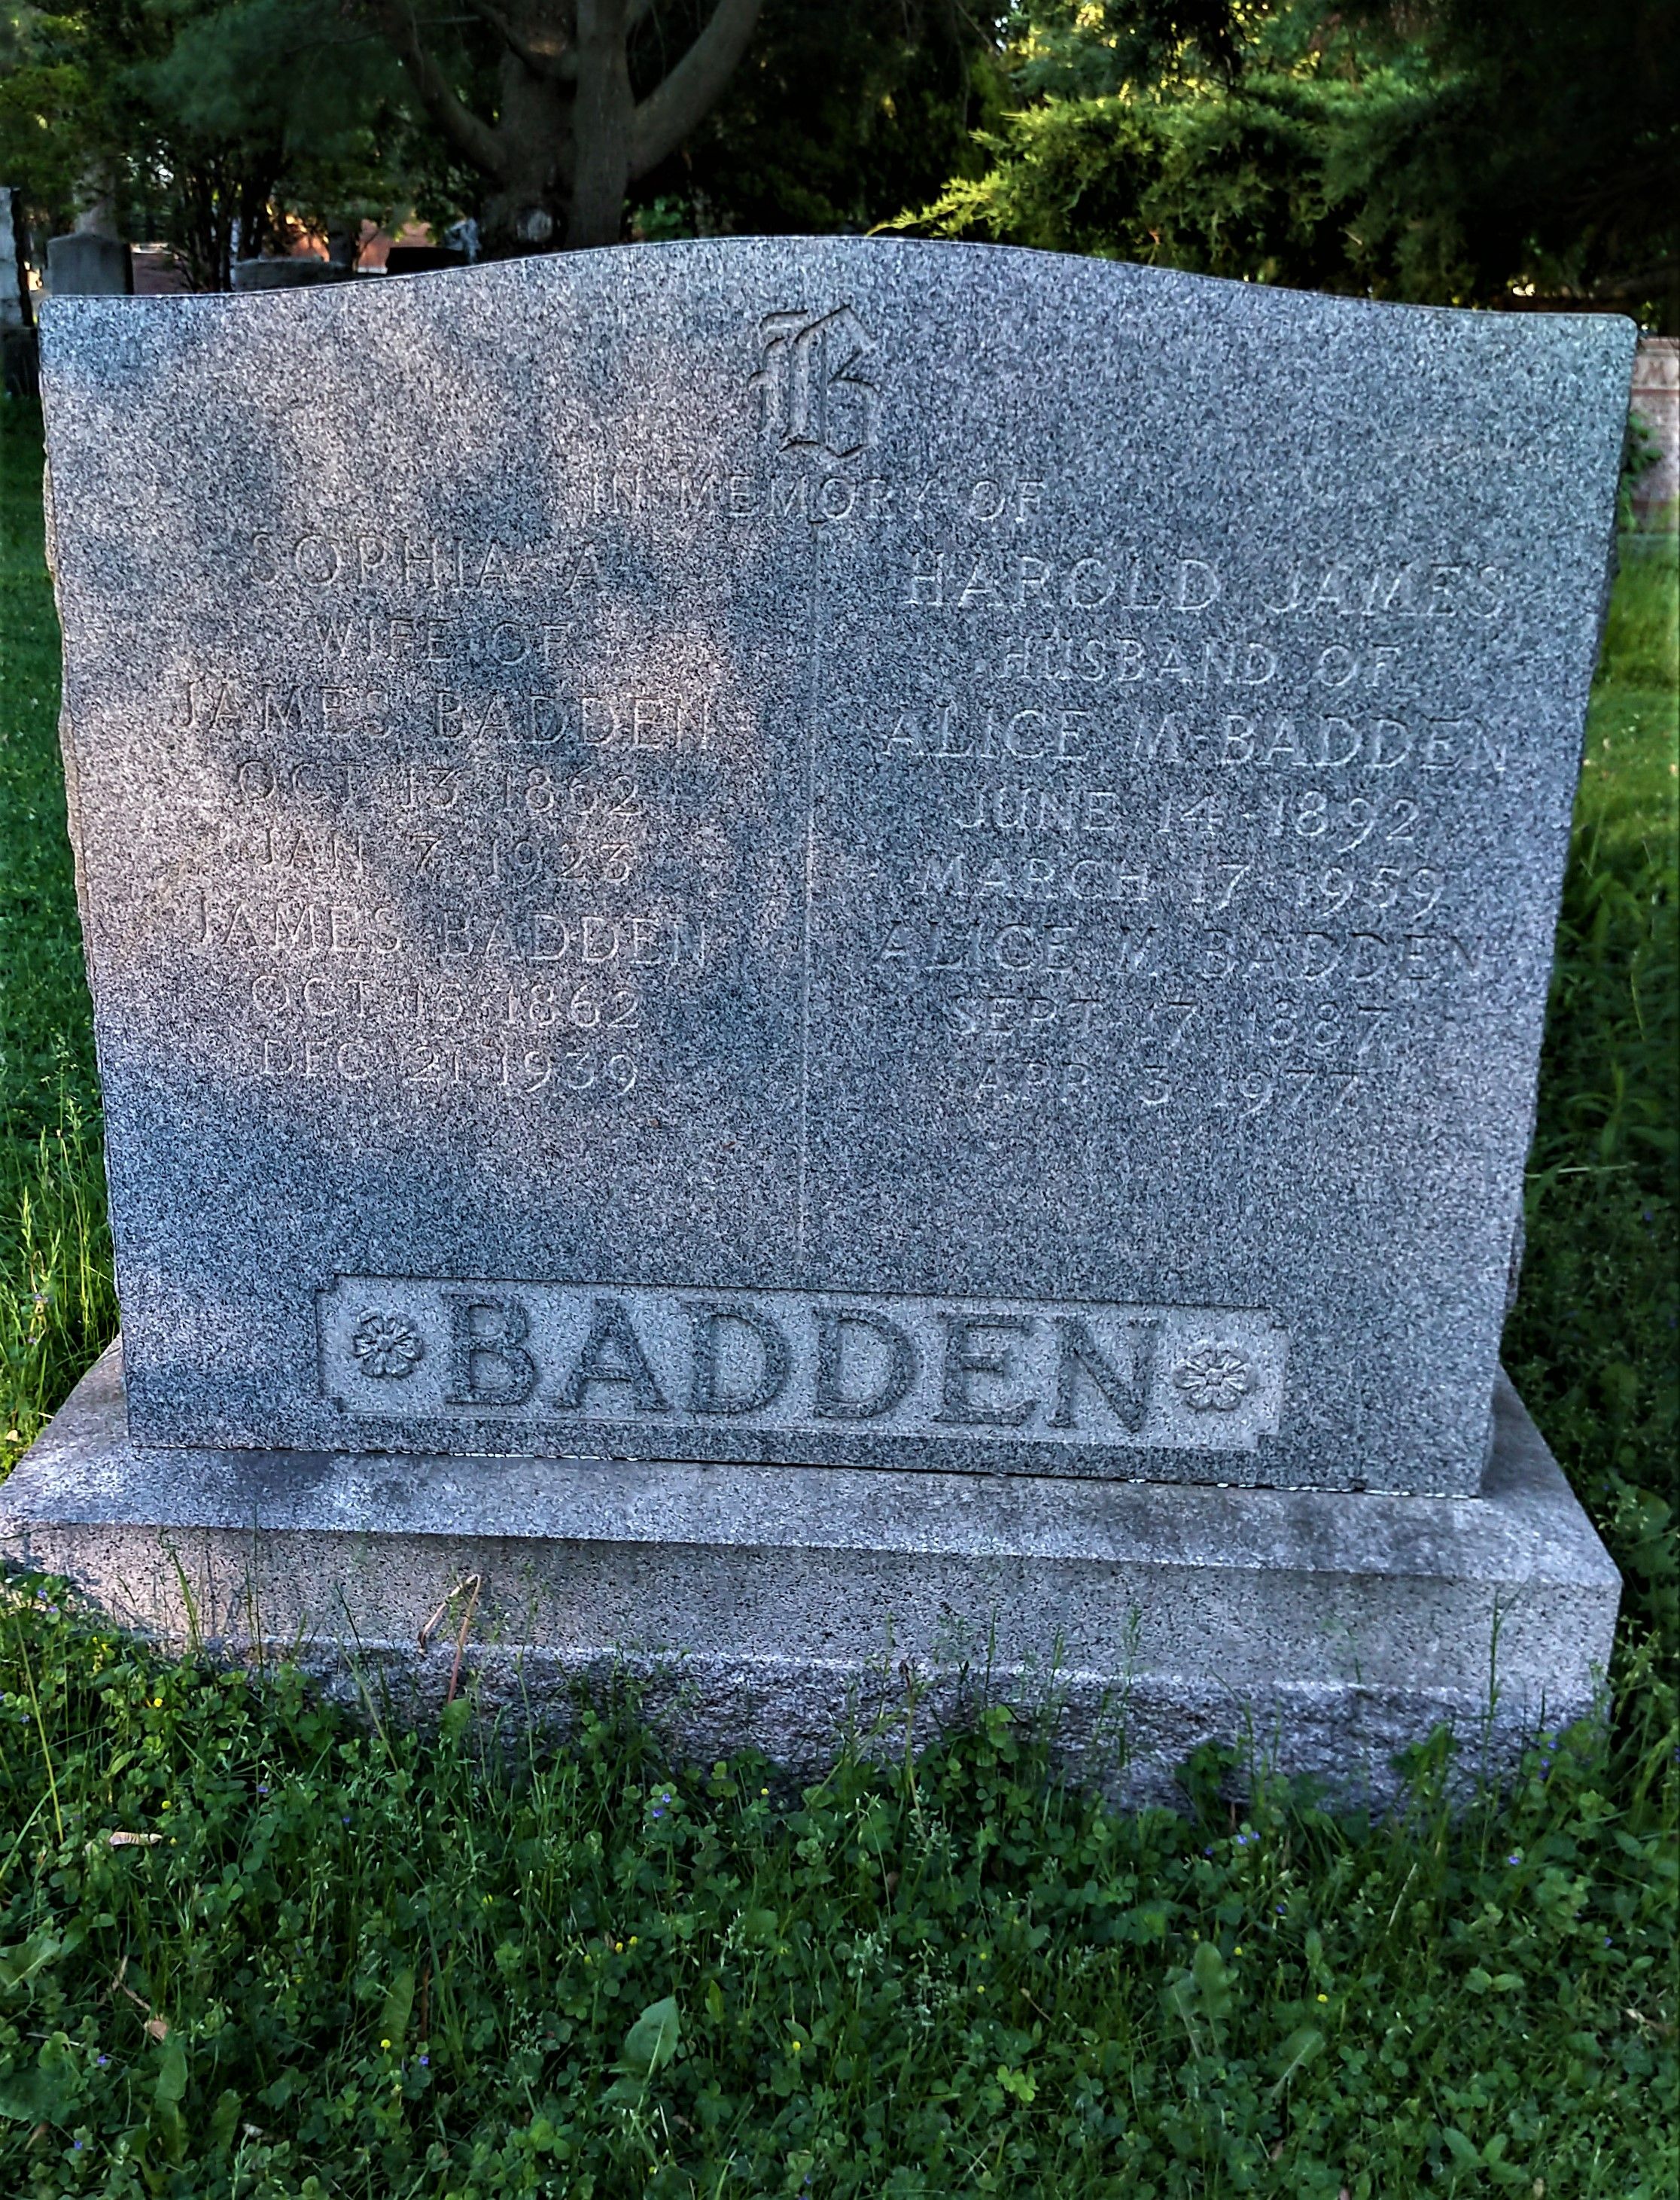 B
IN MEMORY OF
SOPHIA A
WIFE OF
JAMES BADDEN
OCT 13 1862
JAN 7 1923
JAMES BADDEN
OCT 15 1862
DEC 21 1939
HAROLD JAMES
HUSBAND OF
ALICE M BADDEN
JUNE 14 1892
MARCH 17 1959
ALICE M BADDEN
SEPT 17 1887
APR 3 1977
BADDEN